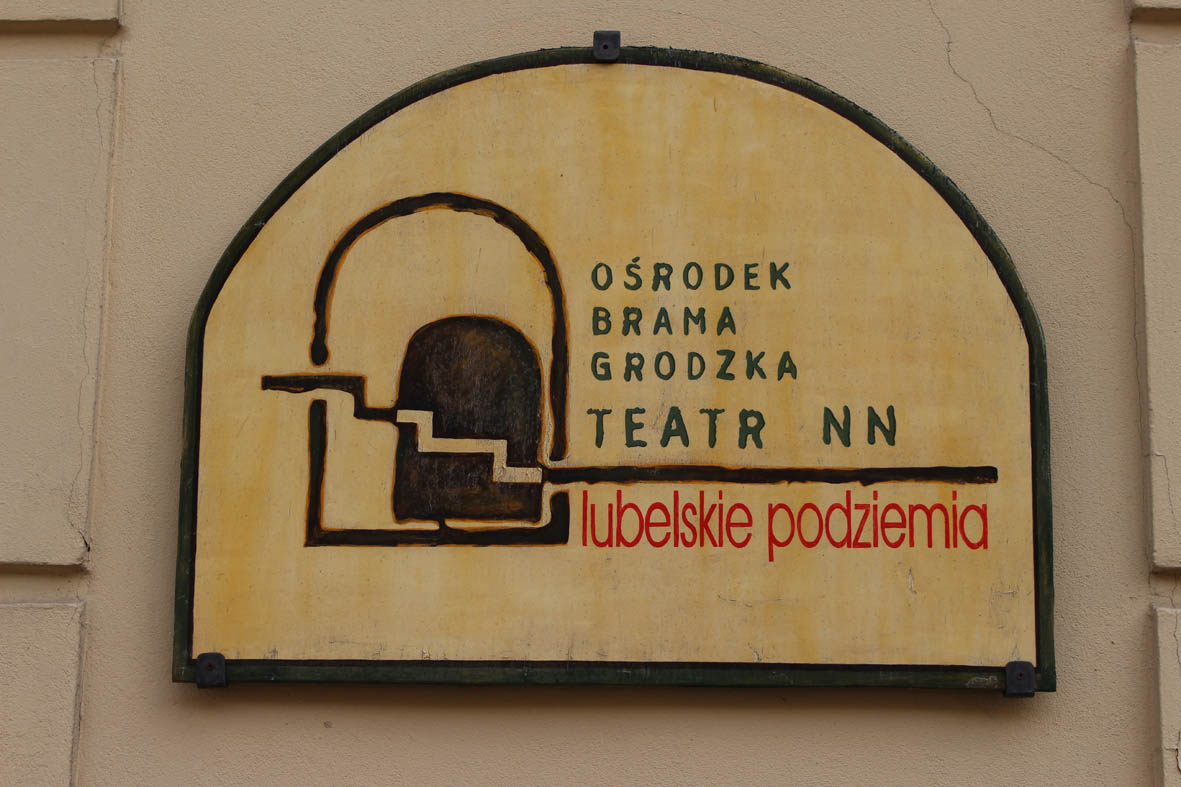 OŚRODEK
BRAMA
GRODZKA
TEATR NN
lubelskie podziemia